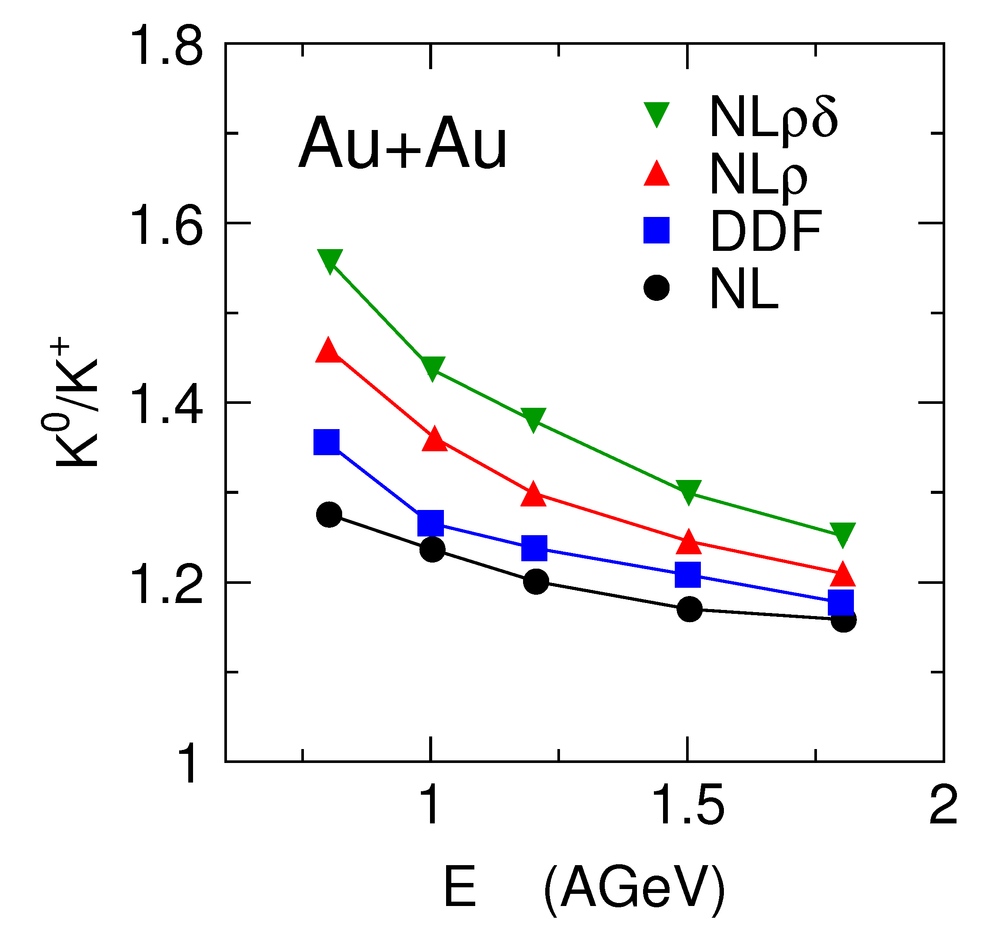 1.8
Au+Au
NLρδ
NLρ
DDF
NL
1.6
1.4
1.2
1
K⁰/K⁺
1
1.5
2
E (AGeV)